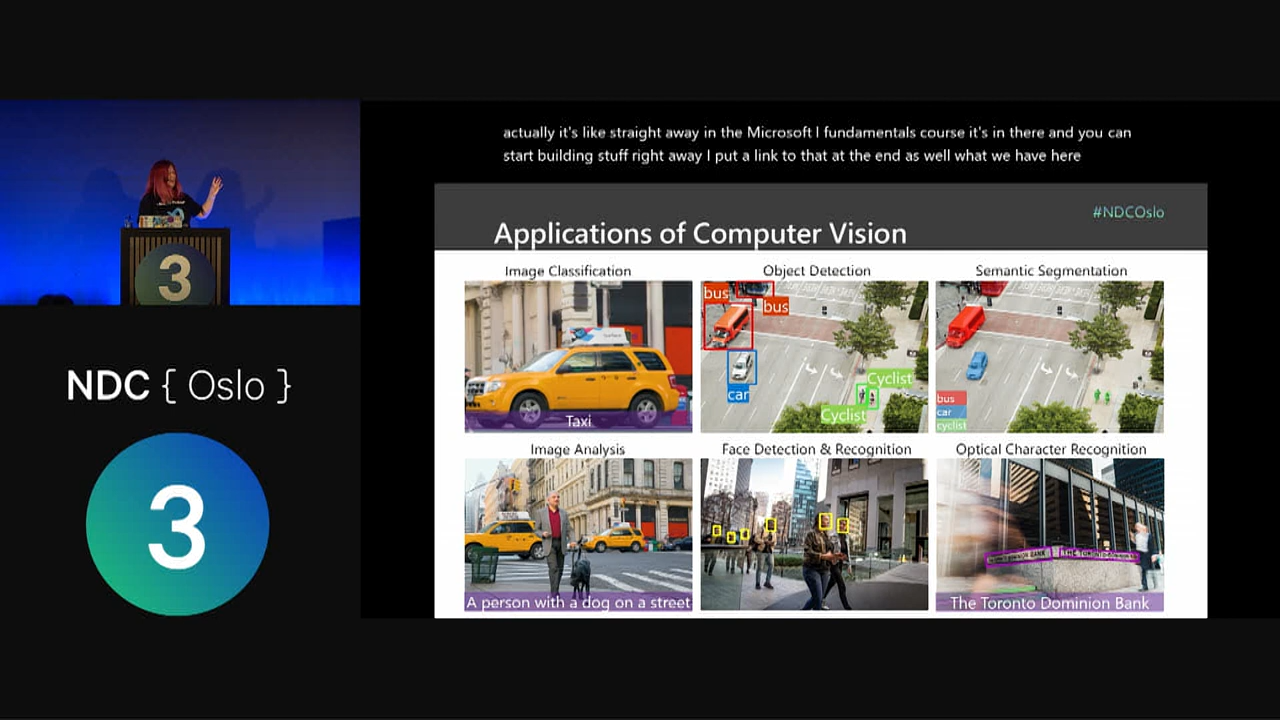 actually it's like straight away in the Microsoft I fundamentals course it's in there and you can
start building stuff right away I put a link to that at the end as well what we have here
#NDCOslo
Applications of Computer Vision
Image Classification
Object Detection
Semantic Segmentation
bus
bus
car
Cyclist
Cyclist
Taxi
bus
car
cyclist
Image Analysis
Face Detection & Recognition
Optical Character Recognition
A person with a dog on a street
THE TORONTO-DOMINION
The Toronto Dominion Bank
3
NDC { Oslo }
3